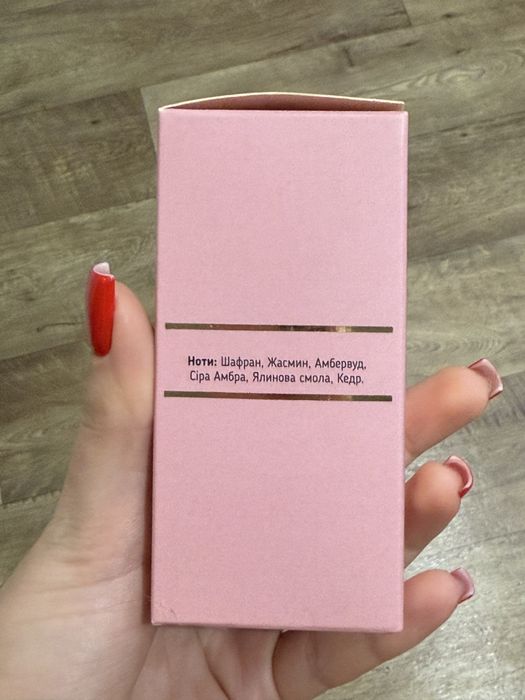 Ноти: Шафран, Жасмин, Амбервуд,
Сіра Амбра, Ялинова смола, Кедр.